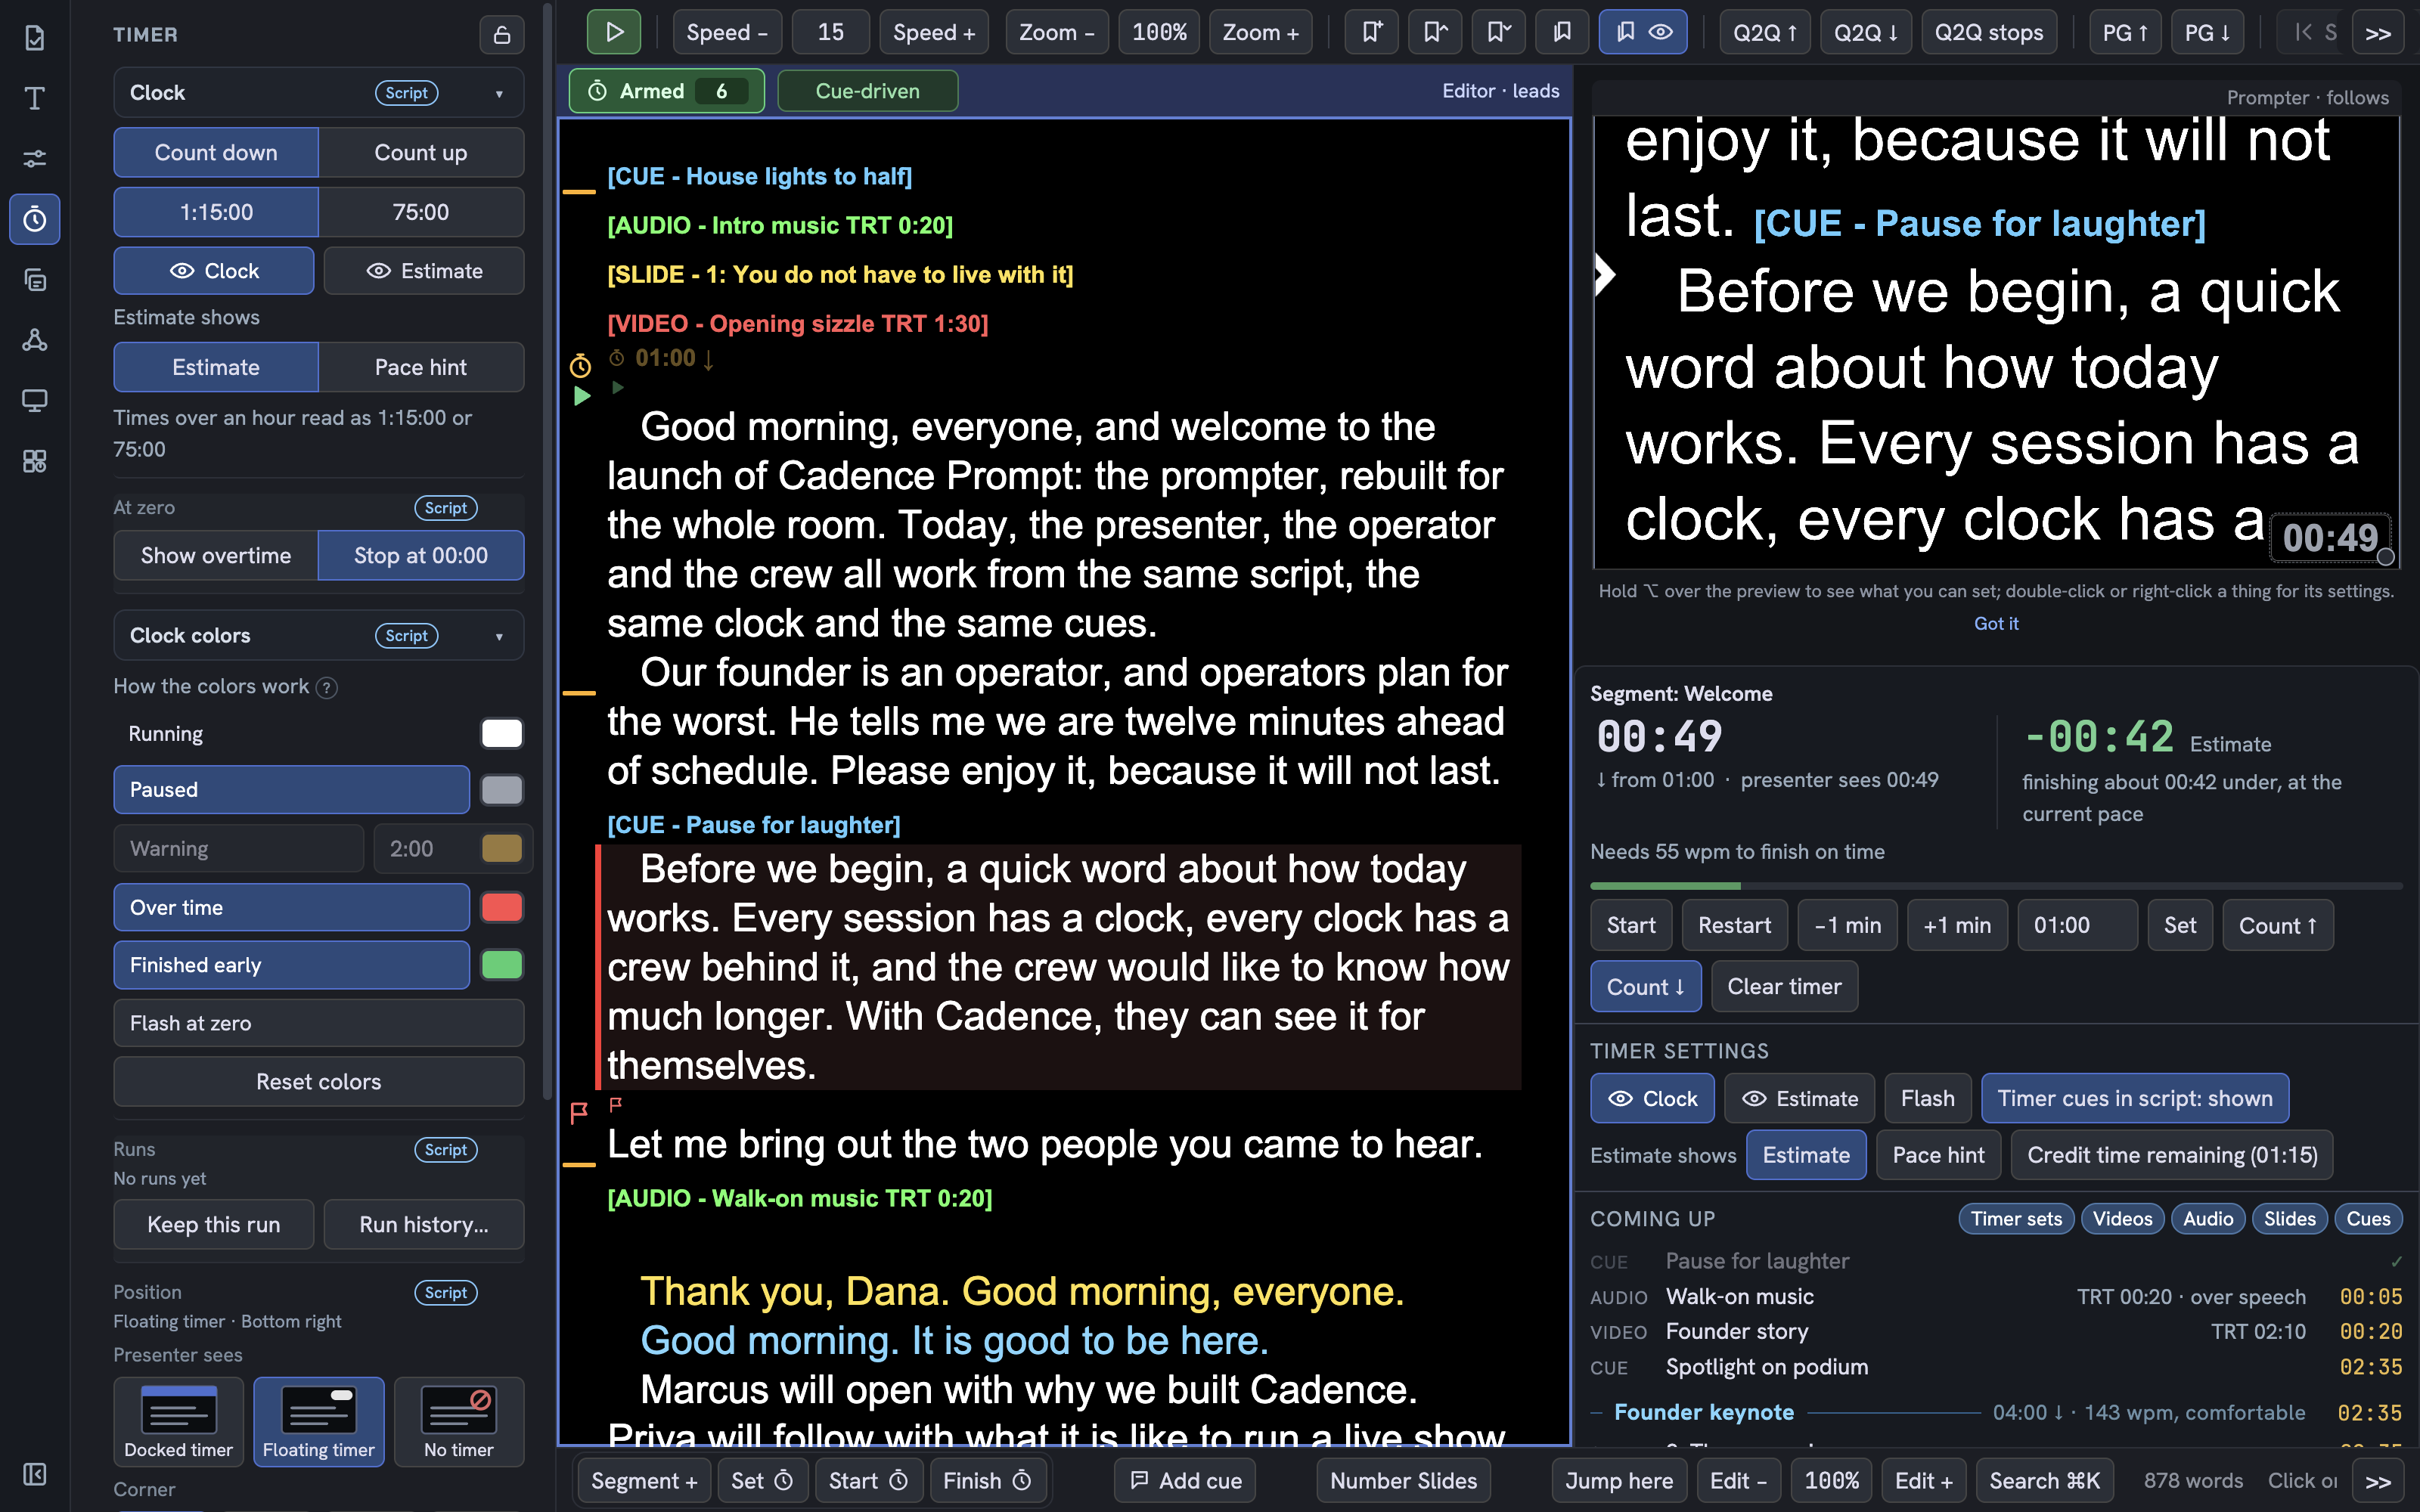 TIMER
Clock Script
Count down Count up
1:15:00 75:00
Clock Estimate
Estimate shows
Estimate Pace hint
Times over an hour read as 1:15:00 or
75:00
At zero Script
Show overtime Stop at 00:00
Clock colors Script
How the colors work ?
Running
Paused
Warning 2:00
Over time
Finished early
Flash at zero
Reset colors
Runs Script
No runs yet
Keep this run Run history...
Position Script
Floating timer · Bottom right
Presenter sees
Docked timer Floating timer No timer
Corner
Speed – 15 Speed + Zoom – 100% Zoom + Q2Q ↑ Q2Q ↓ Q2Q stops PG ↑ PG ↓ S >>
Armed 6 Cue-driven Editor · leads
[CUE - House lights to half]
[AUDIO - Intro music TRT 0:20]
[SLIDE - 1: You do not have to live with it]
[VIDEO - Opening sizzle TRT 1:30]
01:00 ↓
Good morning, everyone, and welcome to the
launch of Cadence Prompt: the prompter, rebuilt for
the whole room. Today, the presenter, the operator
and the crew all work from the same script, the
same clock and the same cues.
Our founder is an operator, and operators plan for
the worst. He tells me we are twelve minutes ahead
of schedule. Please enjoy it, because it will not last.
[CUE - Pause for laughter]
Before we begin, a quick word about how today
works. Every session has a clock, every clock has a
crew behind it, and the crew would like to know how
much longer. With Cadence, they can see it for
themselves.
Let me bring out the two people you came to hear.
[AUDIO - Walk-on music TRT 0:20]
Thank you, Dana. Good morning, everyone.
Good morning. It is good to be here.
Marcus will open with why we built Cadence.
Priya will follow with what it is like to run a live show
Segment + Set Start Finish Add cue Number Slides Jump here Edit – 100% Edit + Search ⌘K 878 words Click or >>
Prompter · follows
enjoy it, because it will not
last. [CUE - Pause for laughter]
Before we begin, a quick
word about how today
works. Every session has a
clock, every clock has a
00:49
Hold ⌥ over the preview to see what you can set; double-click or right-click a thing for its settings.
Got it
Segment: Welcome
00:49 -00:42 Estimate
↓ from 01:00 · presenter sees 00:49
finishing about 00:42 under, at the
current pace
Needs 55 wpm to finish on time
Start Restart –1 min +1 min 01:00 Set Count ↑
Count ↓ Clear timer
TIMER SETTINGS
Clock Estimate Flash Timer cues in script: shown
Estimate shows Estimate Pace hint Credit time remaining (01:15)
COMING UP Timer sets Videos Audio Slides Cues
CUE Pause for laughter ✓
AUDIO Walk-on music TRT 00:20 · over speech 00:05
VIDEO Founder story TRT 02:10 00:20
CUE Spotlight on podium 02:35
Founder keynote 04:00 ↓ · 143 wpm, comfortable 02:35